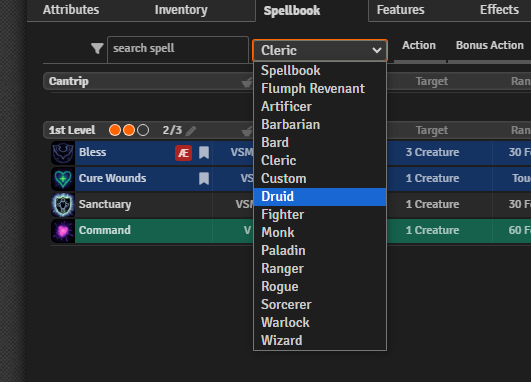 Attributes Inventory Spellbook Features Effects
search spell Cleric Action Bonus Action
Cantrip Target Ran
1st Level 2/3 Target Ran
Bless Æ VSM 3 Creature 30 Fe
Cure Wounds VS 1 Creature Tou
Sanctuary VSM 1 Creature 30 Fe
Command V 1 Creature 60 Fe
Spellbook
Flumph Revenant
Artificer
Barbarian
Bard
Cleric
Custom
Druid
Fighter
Monk
Paladin
Ranger
Rogue
Sorcerer
Warlock
Wizard